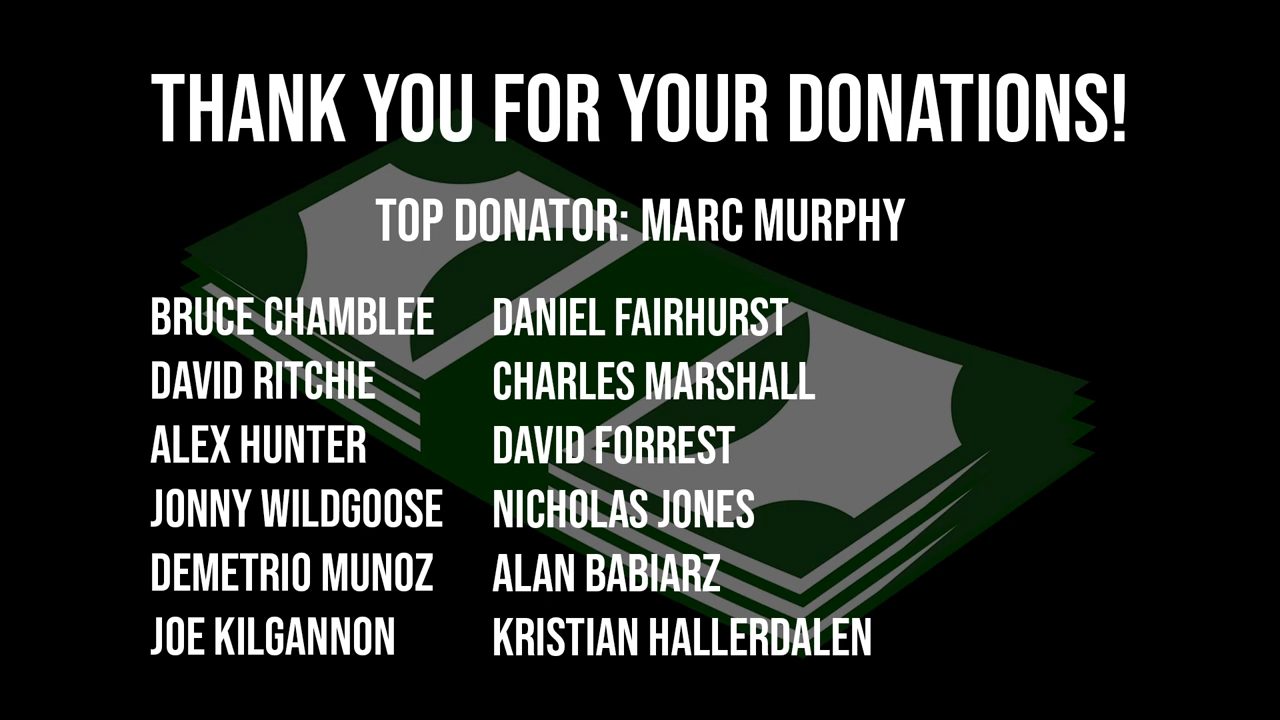 THANK YOU FOR YOUR DONATIONS!
TOP DONATOR: MARC MURPHY
BRUCE CHAMBLEE
DAVID RITCHIE
ALEX HUNTER
JONNY WILDGOOSE
DEMETRIO MUNOZ
JOE KILGANNON
DANIEL FAIRHURST
CHARLES MARSHALL
DAVID FORREST
NICHOLAS JONES
ALAN BABIARZ
KRISTIAN HALLERDALEN